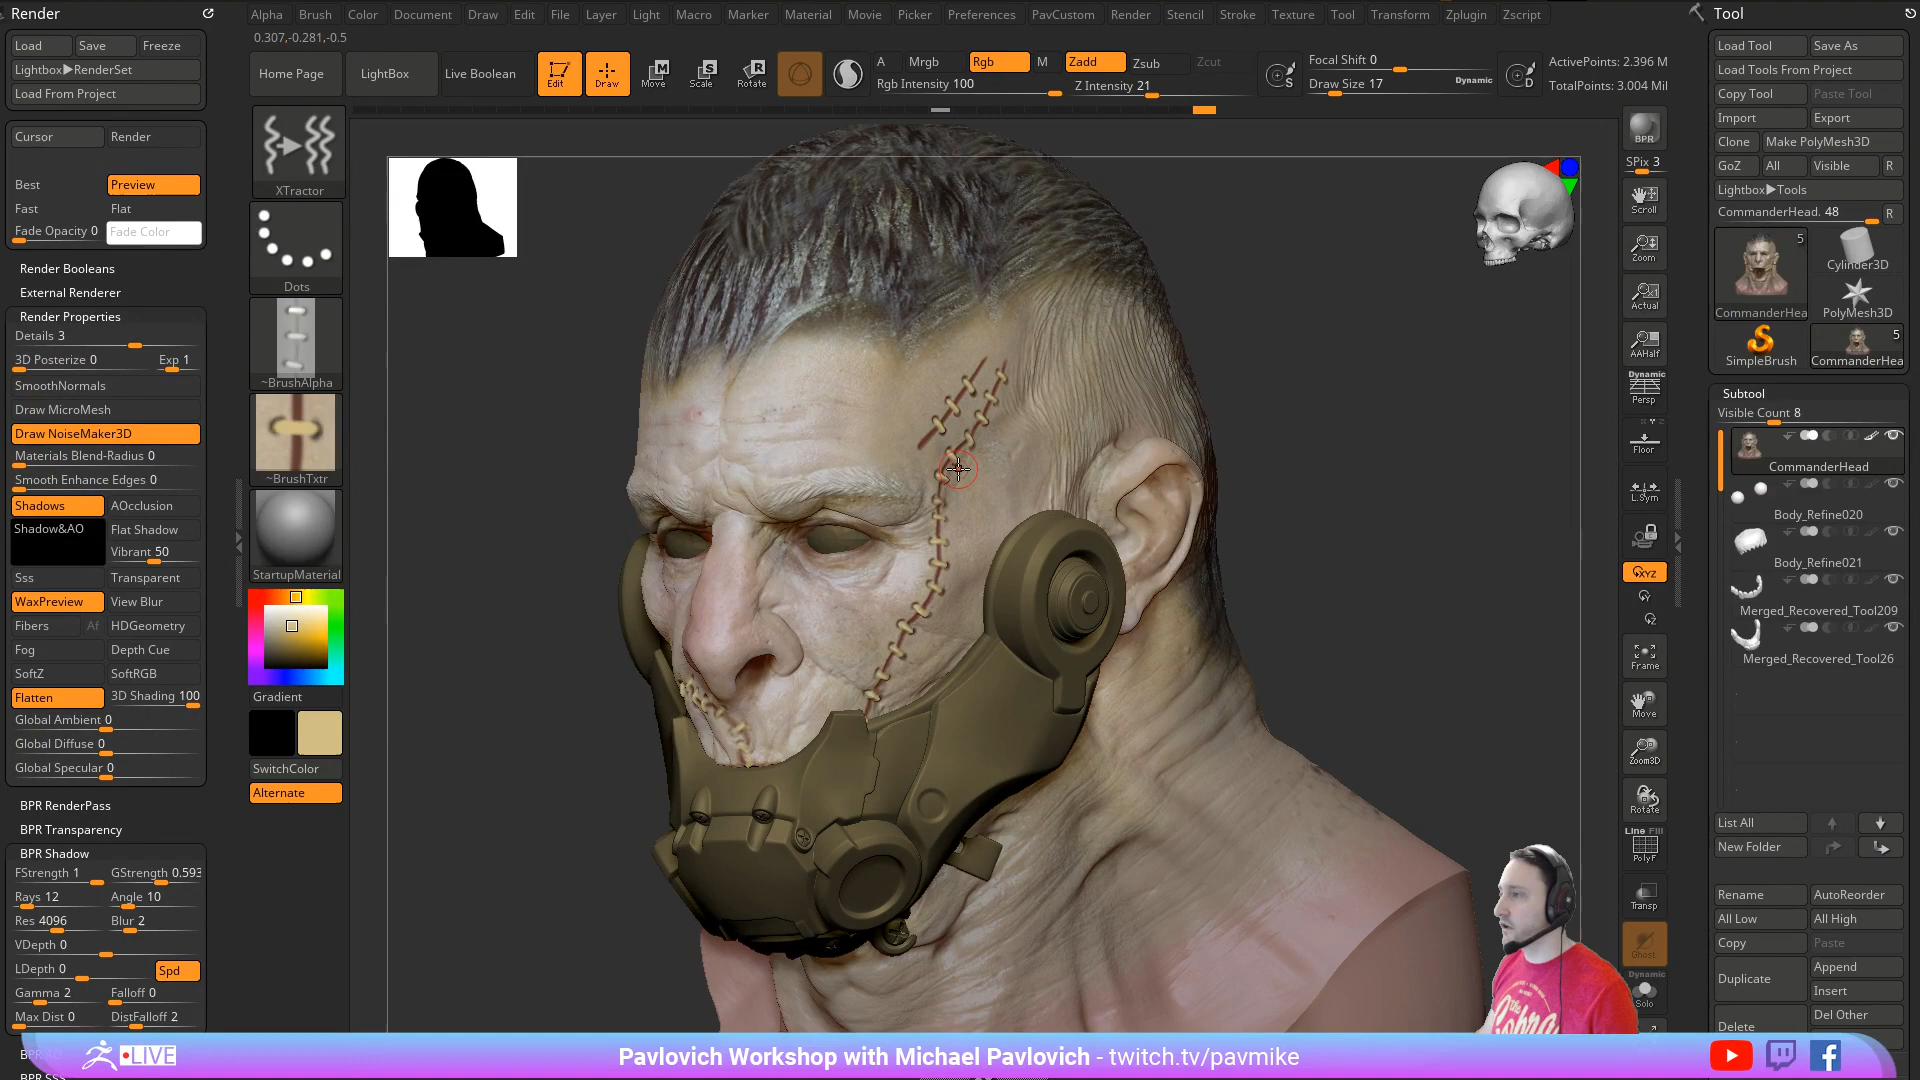 Render
Load
Save
Freeze
Lightbox▶RenderSet
Load From Project
Cursor
Render
Best
Preview
Fast
Flat
Fade Opacity 0
Fade Color
Render Booleans
External Renderer
Render Properties
Details 3
3D Posterize 0
Exp 1
SmoothNormals
Draw MicroMesh
Draw NoiseMaker3D
Materials Blend-Radius 0
Smooth Enhance Edges 0
Shadows
AOcclusion
Shadow&AO
Flat Shadow
Vibrant 50
Sss
Transparent
WaxPreview
View Blur
Fibers
Af
HDGeometry
Fog
Depth Cue
SoftZ
SoftRGB
Flatten
3D Shading 100
Global Ambient 0
Global Diffuse 0
Global Specular 0
BPR RenderPass
BPR Transparency
BPR Shadow
FStrength 1
GStrength 0.593
Rays 12
Angle 10
Res 4096
Blur 2
VDepth 0
LDepth 0
Spd
Gamma 2
Falloff 0
Max Dist 0
DistFalloff 2
Alpha Brush Color Document Draw Edit File Layer Light Macro Marker Material Movie Picker Preferences PavCustom Render Stencil Stroke Texture Tool Transform Zplugin Zscript
0.307,-0.281,-0.5
Home Page
LightBox
Live Boolean
Edit
Draw
Move
Scale
Rotate
A
Mrgb
Rgb
M
Zadd
Zsub
Zcut
Rgb Intensity 100
Z Intensity 21
S
Focal Shift 0
Draw Size 17
Dynamic
D
ActivePoints: 2.396 M
TotalPoints: 3.004 Mil
XTractor
Dots
~BrushAlpha
~BrushTxtr
StartupMaterial
Gradient
SwitchColor
Alternate
BPR
SPix 3
Scroll
Zoom
Actual
AAHalf
Dynamic
Persp
Floor
L.Sym
XYZ
Y
Z
Frame
Move
Zoom3D
Rotate
Line Fill
PolyF
Transp
Ghost
Dynamic
Solo
Tool
Load Tool
Save As
Load Tools From Project
Copy Tool
Paste Tool
Import
Export
Clone
Make PolyMesh3D
GoZ
All
Visible
R
Lightbox▶Tools
CommanderHead. 48
R
5
CommanderHea
Cylinder3D
PolyMesh3D
SimpleBrush
5
CommanderHea
Subtool
Visible Count 8
CommanderHead
Body_Refine020
Body_Refine021
Merged_Recovered_Tool209
Merged_Recovered_Tool26
List All
New Folder
Rename
AutoReorder
All Low
All High
Copy
Paste
Duplicate
Append
Insert
Delete
Del Other
LIVE
Pavlovich Workshop with Michael Pavlovich - twitch.tv/pavmike